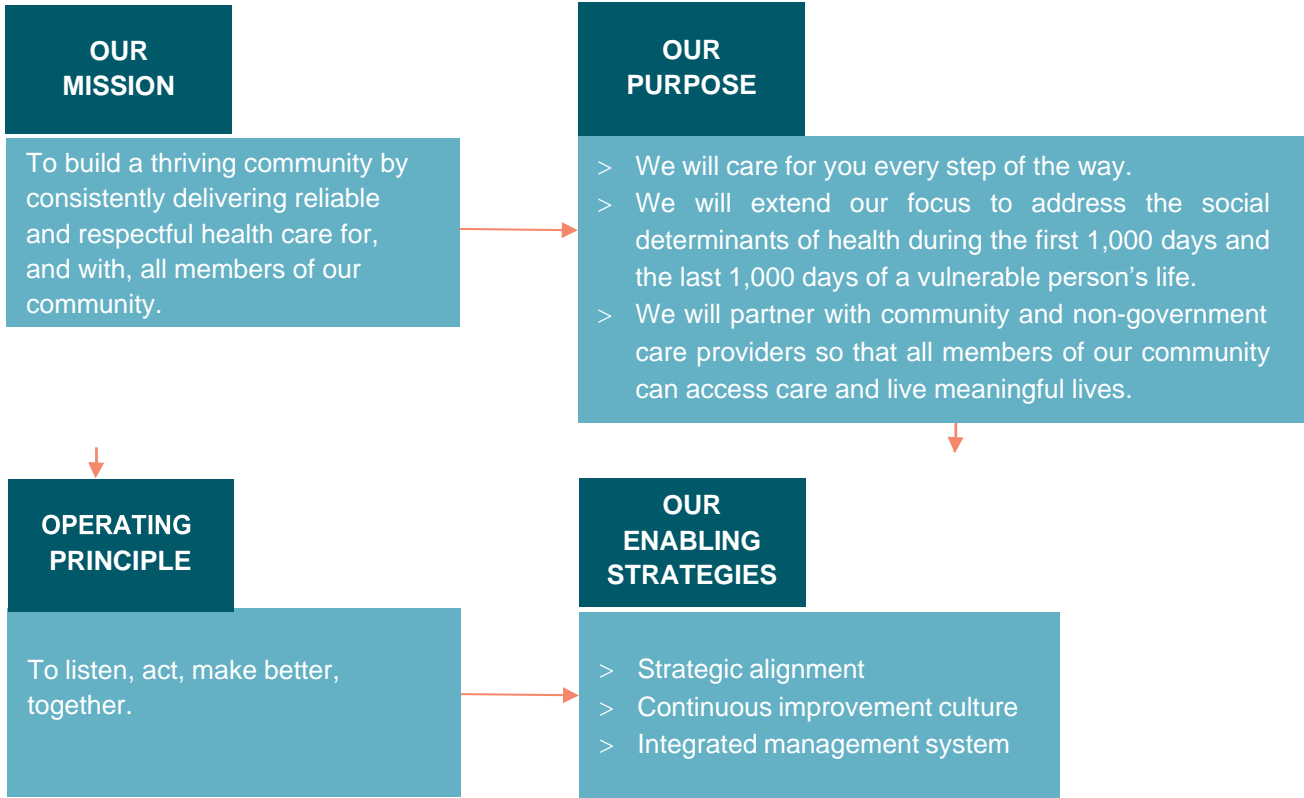 OUR
MISSION
To build a thriving community by
consistently delivering reliable
and respectful health care for,
and with, all members of our
community.
OUR
PURPOSE
> We will care for you every step of the way.
> We will extend our focus to address the social
determinants of health during the first 1,000 days and
the last 1,000 days of a vulnerable person’s life.
> We will partner with community and non-government
care providers so that all members of our community
can access care and live meaningful lives.
OPERATING
PRINCIPLE
To listen, act, make better,
together.
OUR
ENABLING
STRATEGIES
> Strategic alignment
> Continuous improvement culture
> Integrated management system